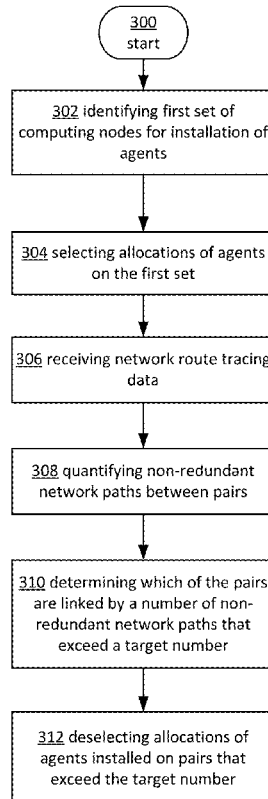 300
start
302 identifying first set of
computing nodes for installation of
agents
304 selecting allocations of agents
on the first set
306 receiving network route tracing
data
308 quantifying non-redundant
network paths between pairs
310 determining which of the pairs
are linked by a number of non-
redundant network paths that
exceed a target number
312 deselecting allocations of
agents installed on pairs that
exceed the target number